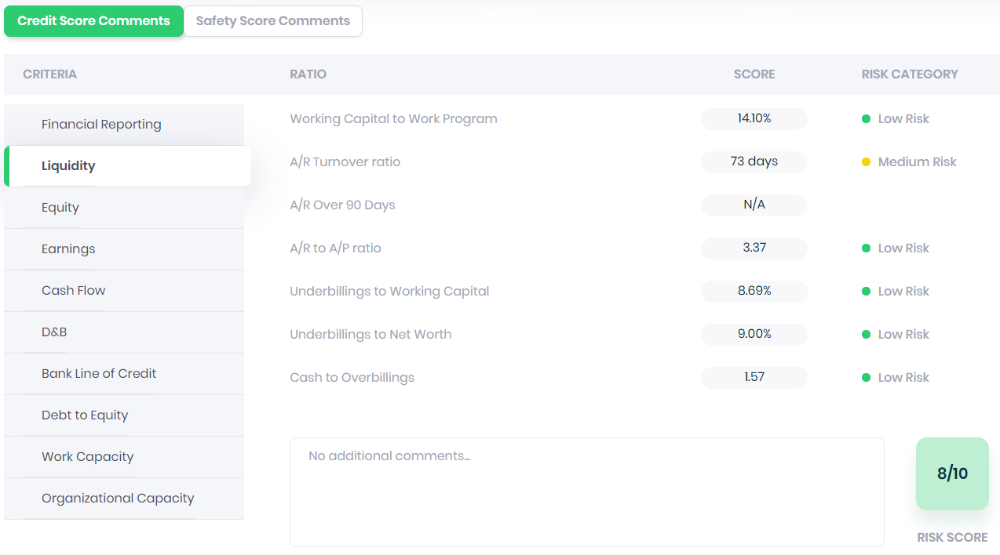 Credit Score Comments Safety Score Comments
CRITERIA RATIO SCORE RISK CATEGORY
Financial Reporting
Liquidity
Equity
Earnings
Cash Flow
D&B
Bank Line of Credit
Debt to Equity
Work Capacity
Organizational Capacity
Working Capital to Work Program 14.10% Low Risk
A/R Turnover ratio 73 days Medium Risk
A/R Over 90 Days N/A
A/R to A/P ratio 3.37 Low Risk
Underbillings to Working Capital 8.69% Low Risk
Underbillings to Net Worth 9.00% Low Risk
Cash to Overbillings 1.57 Low Risk
No additional comments...
8/10
RISK SCORE